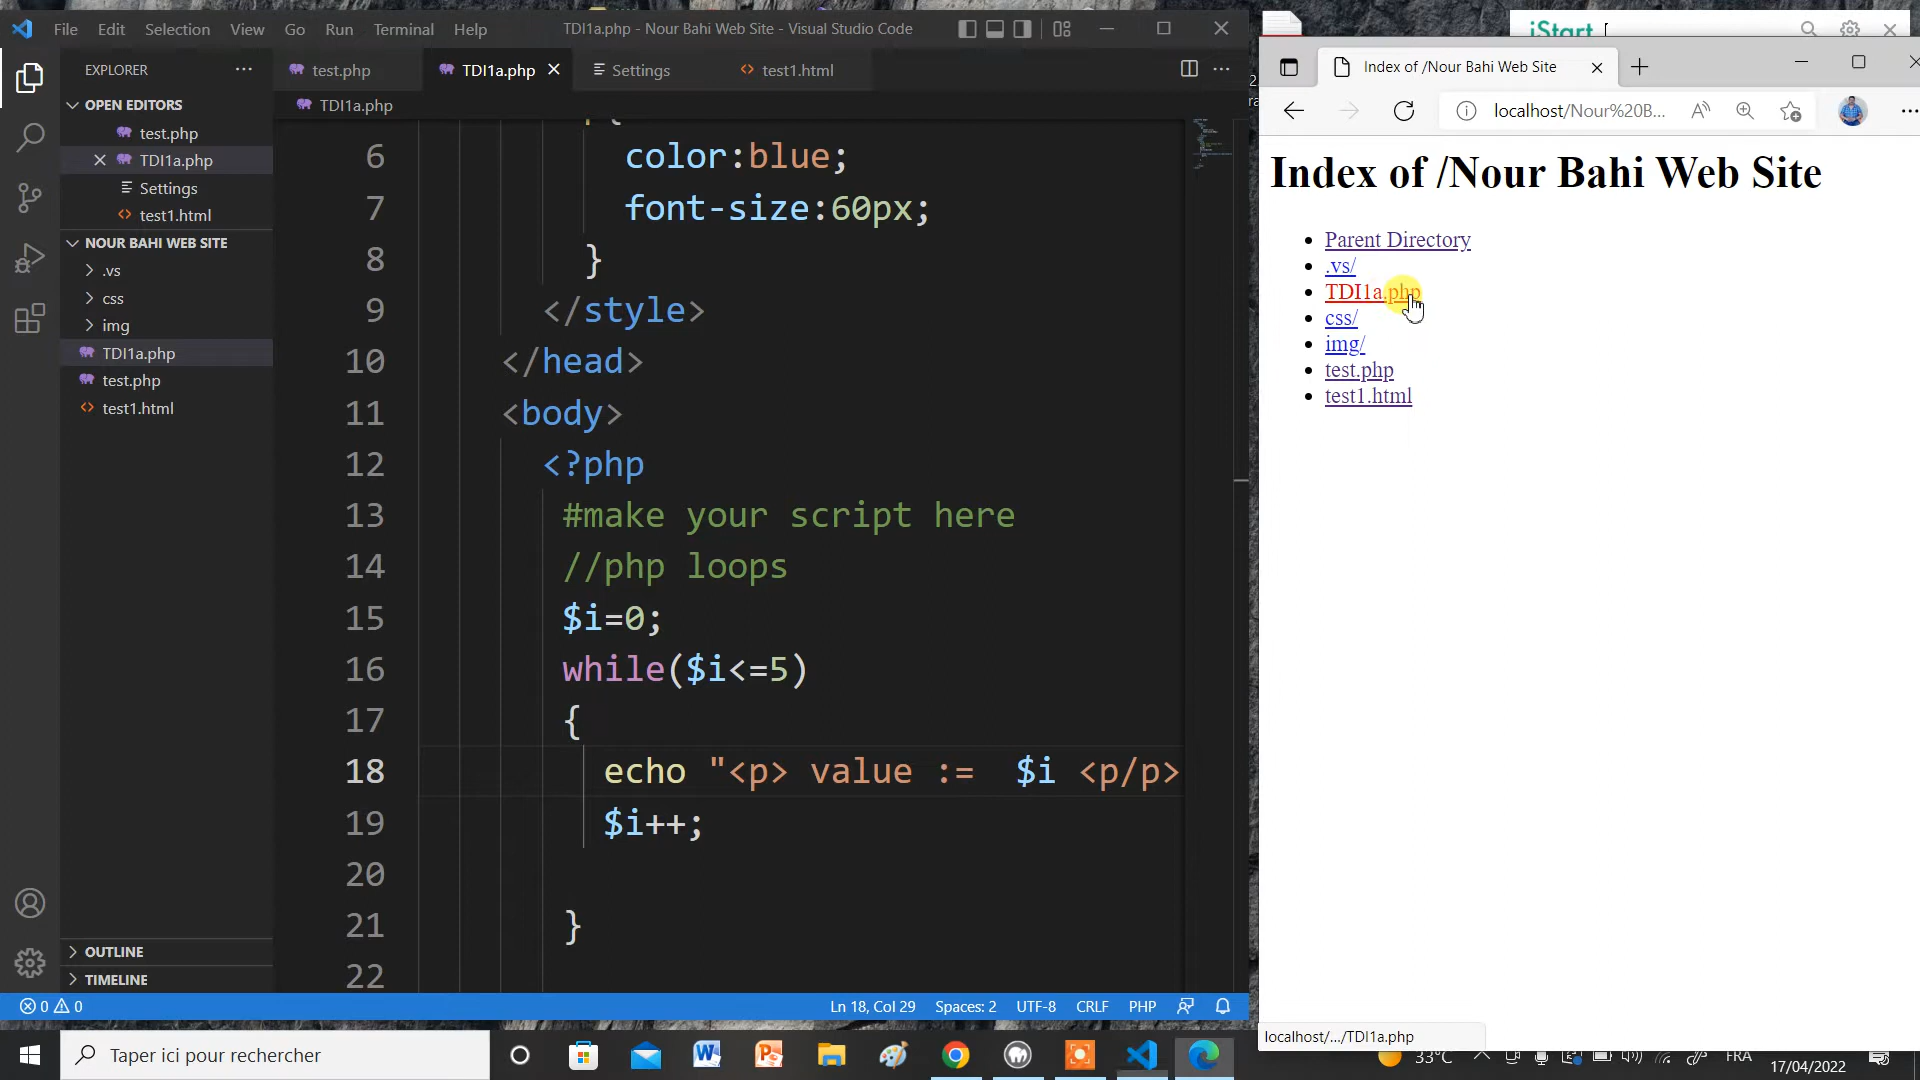 File Edit Selection View Go Run Terminal Help TDI1a.php - Nour Bahi Web Site - Visual Studio Code
EXPLORER
OPEN EDITORS
test.php
TDI1a.php
Settings
test1.html
NOUR BAHI WEB SITE
.vs
css
img
TDI1a.php
test.php
test1.html
OUTLINE
TIMELINE
test.php TDI1a.php Settings test1.html
TDI1a.php
6 color:blue;
7 font-size:60px;
8 }
9 </style>
10 </head>
11 <body>
12 <?php
13 #make your script here
14 //php loops
15 $i=0;
16 while($i<=5)
17 {
18 echo "<p> value :=  $i <p/p>
19 $i++;
20
21 }
22
0 0 Ln 18, Col 29 Spaces: 2 UTF-8 CRLF PHP
iStart
Index of /Nour Bahi Web Site
localhost/Nour%20B...
Index of /Nour Bahi Web Site
Parent Directory
.vs/
TDI1a.php
css/
img/
test.php
test1.html
localhost/.../TDI1a.php
Taper ici pour rechercher
33°C FRA
17/04/2022